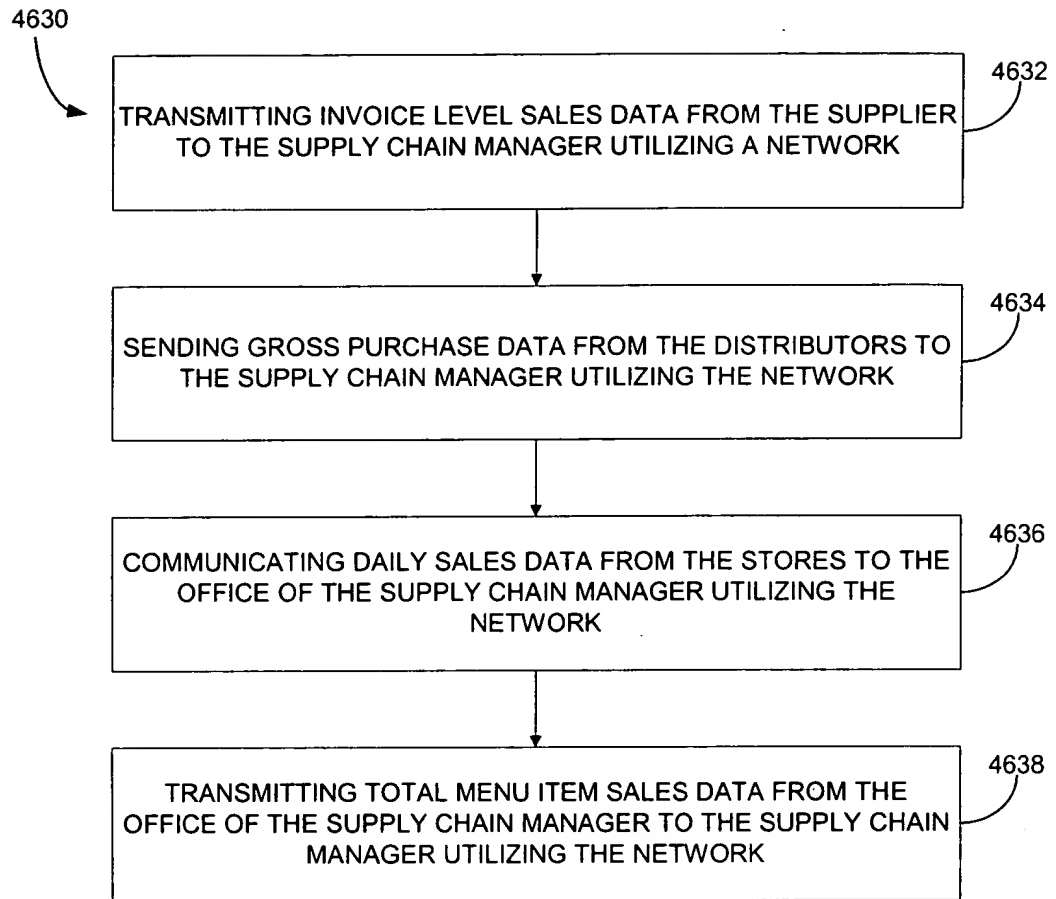 4630
4632
TRANSMITTING INVOICE LEVEL SALES DATA FROM THE SUPPLIER
TO THE SUPPLY CHAIN MANAGER UTILIZING A NETWORK
4634
SENDING GROSS PURCHASE DATA FROM THE DISTRIBUTORS TO
THE SUPPLY CHAIN MANAGER UTILIZING THE NETWORK
4636
COMMUNICATING DAILY SALES DATA FROM THE STORES TO THE
OFFICE OF THE SUPPLY CHAIN MANAGER UTILIZING THE
NETWORK
4638
TRANSMITTING TOTAL MENU ITEM SALES DATA FROM THE
OFFICE OF THE SUPPLY CHAIN MANAGER TO THE SUPPLY CHAIN
MANAGER UTILIZING THE NETWORK